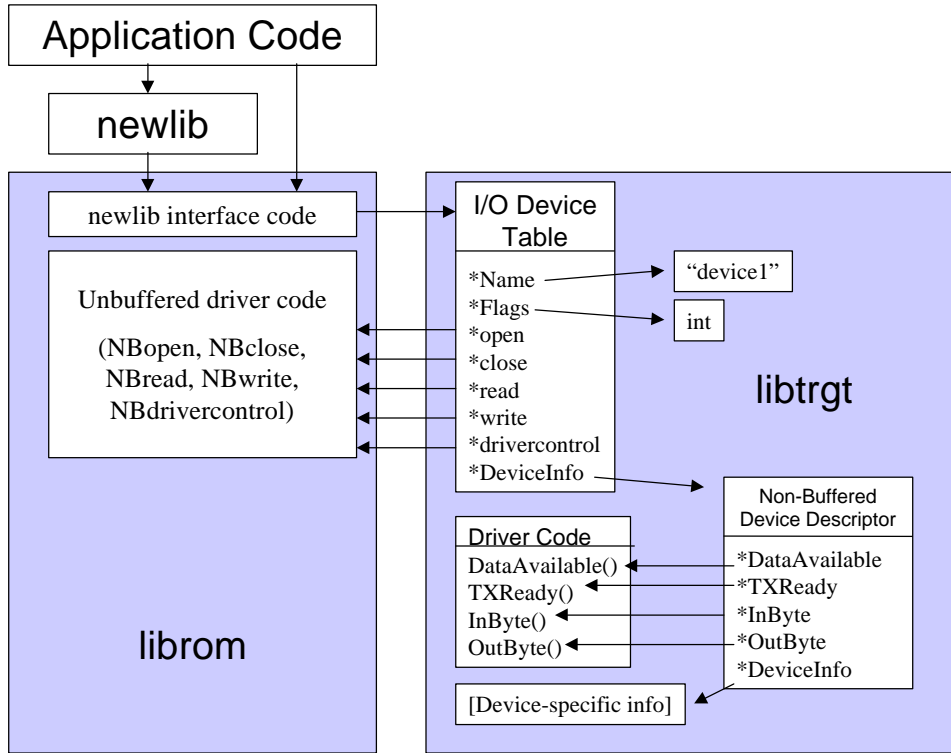 Application Code
newlib
newlib interface code
Unbuffered driver code
(NBopen, NBclose,
NBread, NBwrite,
NBdrivercontrol)
librom
I/O Device
Table
*Name
*Flags
*open
*close
*read
*write
*drivercontrol
*DeviceInfo
“device1”
int
libtrgt
Non-Buffered
Device Descriptor
*DataAvailable
*TXReady
*InByte
*OutByte
*DeviceInfo
Driver Code
DataAvailable()
TXReady()
InByte()
OutByte()
[Device-specific info]